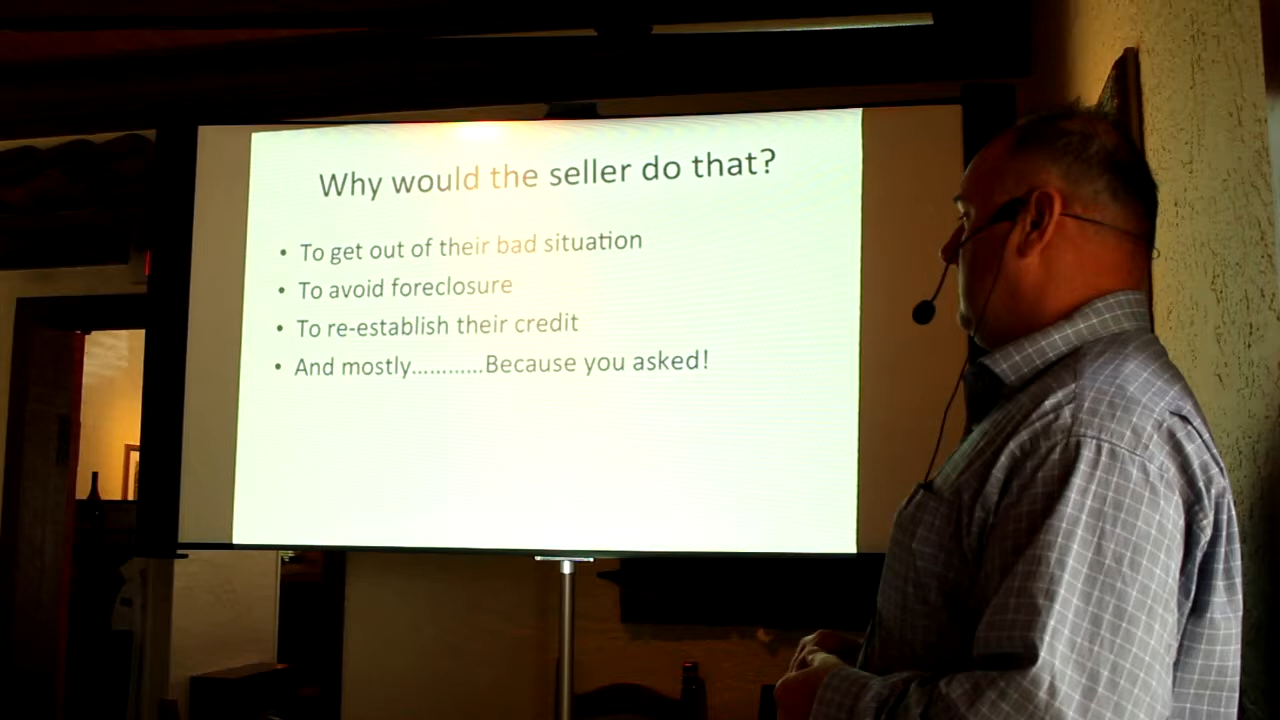 Why would the seller do that?
• To get out of their bad situation
• To avoid foreclosure
• To re-establish their credit
• And mostly............Because you asked!